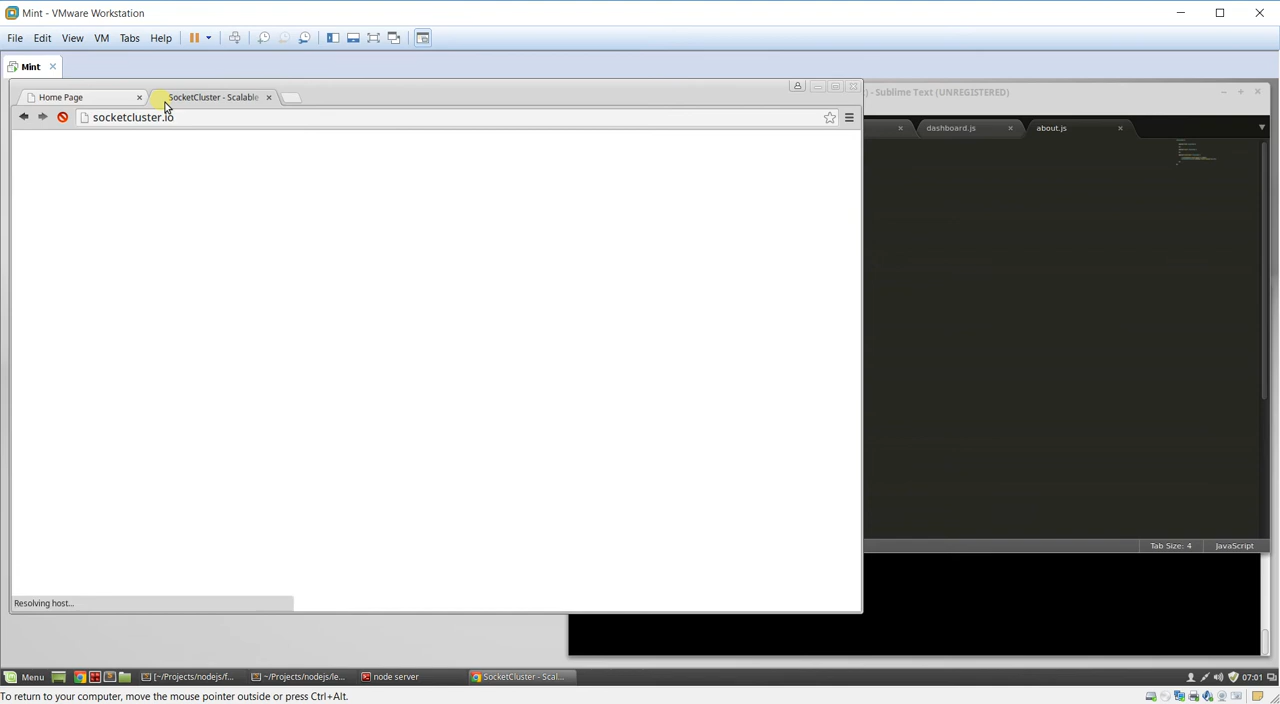 Mint - VMware Workstation
File Edit View VM Tabs Help
Mint
Home Page
SocketCluster - Scalable
socketcluster.io
- Sublime Text (UNREGISTERED)
dashboard.js
about.js
Resolving host...
Tab Size: 4
JavaScript
Menu
[~/Projects/nodejs/f...
~/Projects/nodejs/le...
node server
SocketCluster - Scal...
07:01
To return to your computer, move the mouse pointer outside or press Ctrl+Alt.